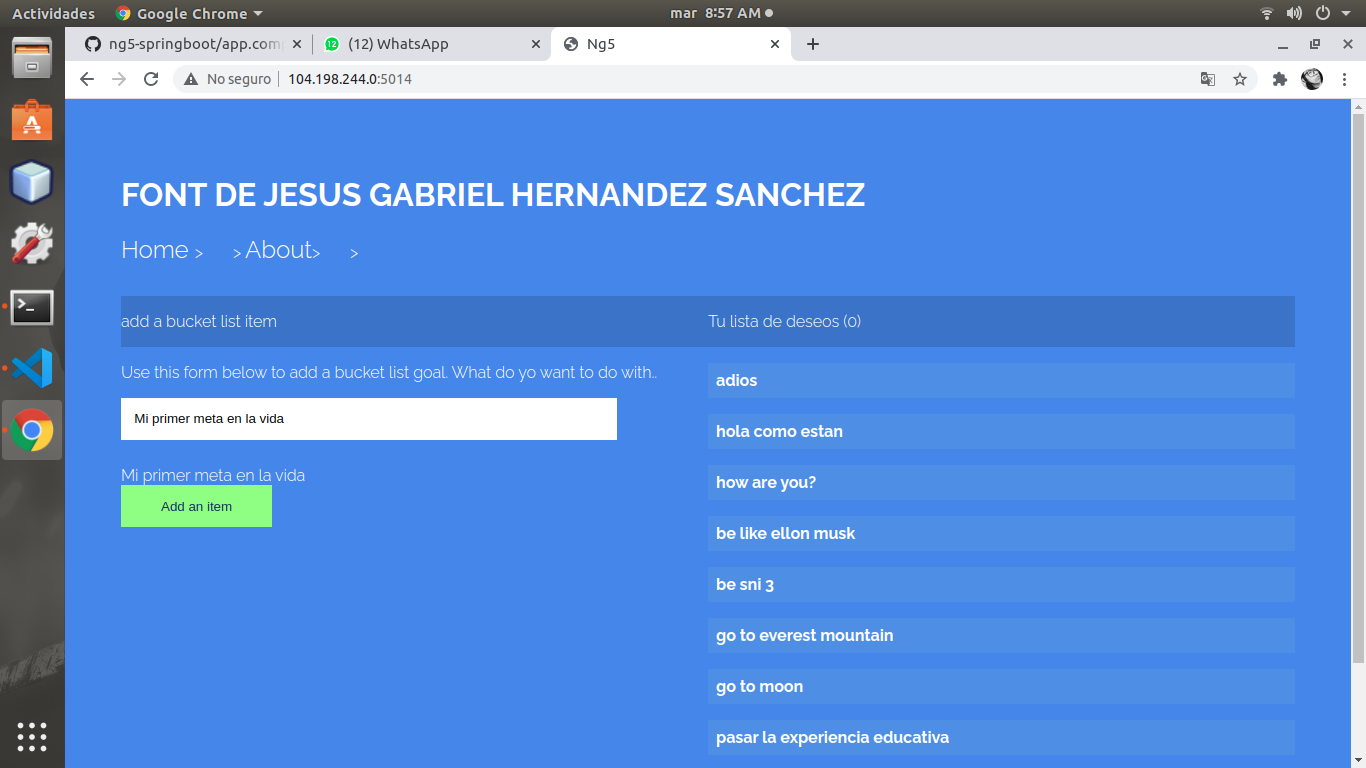 Actividades Google Chrome mar 8:57 AM
ng5-springboot/app.comp (12) WhatsApp Ng5
No seguro 104.198.244.0:5014
FONT DE JESUS GABRIEL HERNANDEZ SANCHEZ
Home > > About> >
add a bucket list item
Use this form below to add a bucket list goal. What do yo want to do with..
Mi primer meta en la vida
Mi primer meta en la vida
Add an item
Tu lista de deseos (0)
adios
hola como estan
how are you?
be like ellon musk
be sni 3
go to everest mountain
go to moon
pasar la experiencia educativa